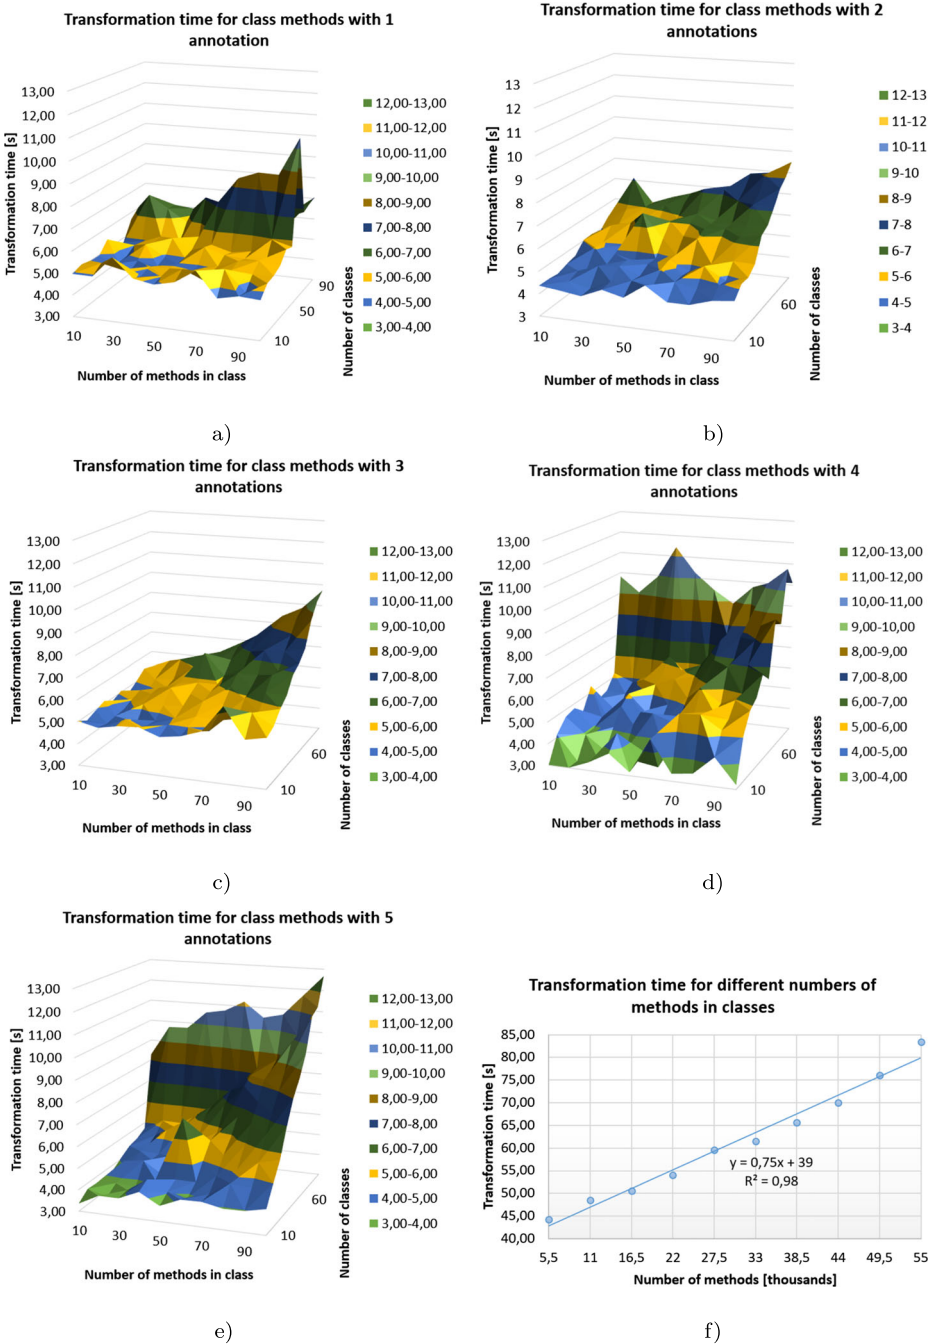 Transformation time for class methods with 1
annotation
Transformation time [s]
13,00
12,00
11,00
10,00
9,00
8,00
7,00
6,00
5,00
4,00
3,00
10 30 50 70 90
Number of methods in class
10 50 90
Number of classes
12,00-13,00
11,00-12,00
10,00-11,00
9,00-10,00
8,00-9,00
7,00-8,00
6,00-7,00
5,00-6,00
4,00-5,00
3,00-4,00
a)
Transformation time for class methods with 2
annotations
Transformation time [s]
13
12
11
10
9
8
7
6
5
4
3
10 30 50 70 90
Number of methods in class
10 60
Number of classes
12-13
11-12
10-11
9-10
8-9
7-8
6-7
5-6
4-5
3-4
b)
Transformation time for class methods with 3
annotations
Transformation time [s]
13,00
12,00
11,00
10,00
9,00
8,00
7,00
6,00
5,00
4,00
3,00
10 30 50 70 90
Number of methods in class
10 60
Number of classes
12,00-13,00
11,00-12,00
10,00-11,00
9,00-10,00
8,00-9,00
7,00-8,00
6,00-7,00
5,00-6,00
4,00-5,00
3,00-4,00
c)
Transformation time for class methods with 4
annotations
Transformation time [s]
13,00
12,00
11,00
10,00
9,00
8,00
7,00
6,00
5,00
4,00
3,00
10 30 50 70 90
Number of methods in class
10 60
Number of classes
12,00-13,00
11,00-12,00
10,00-11,00
9,00-10,00
8,00-9,00
7,00-8,00
6,00-7,00
5,00-6,00
4,00-5,00
3,00-4,00
d)
Transformation time for class methods with 5
annotations
Transformation time [s]
13,00
12,00
11,00
10,00
9,00
8,00
7,00
6,00
5,00
4,00
3,00
10 30 50 70 90
Number of methods in class
10 60
Number of classes
12,00-13,00
11,00-12,00
10,00-11,00
9,00-10,00
8,00-9,00
7,00-8,00
6,00-7,00
5,00-6,00
4,00-5,00
3,00-4,00
e)
Transformation time for different numbers of
methods in classes
Transformation time [s]
85,00
80,00
75,00
70,00
65,00
60,00
55,00
50,00
45,00
40,00
y = 0,75x + 39
R² = 0,98
5,5 11 16,5 22 27,5 33 38,5 44 49,5 55
Number of methods [thousands]
f)